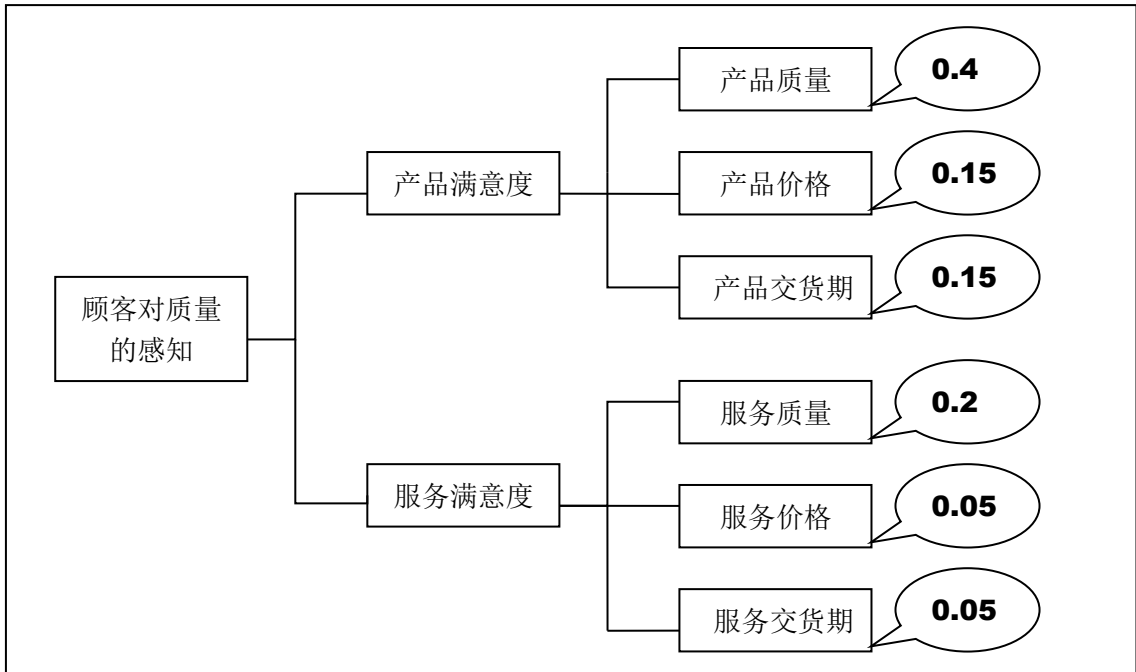 产品质量
0.4
产品满意度
产品价格
0.15
产品交货期
0.15
顾客对质量
的感知
服务质量
0.2
服务满意度
服务价格
0.05
服务交货期
0.05